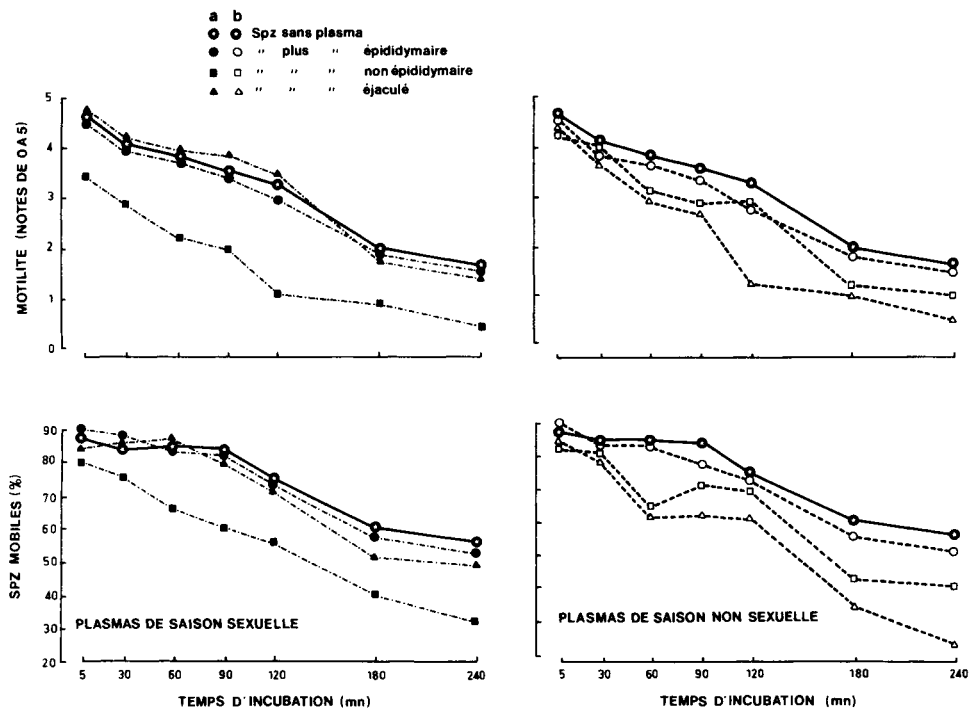 a b
Spz sans plasma
" plus " épididymaire
" " " non épididymaire
" " " éjaculé
MOTILITE (NOTES DE 0 A 5)
5
4
3
2
1
0
SPZ MOBILES (%)
90
80
70
60
50
40
30
20
PLASMAS DE SAISON SEXUELLE
5 30 60 90 120 180 240
TEMPS D'INCUBATION (mn)
PLASMAS DE SAISON NON SEXUELLE
5 30 60 90 120 180 240
TEMPS D'INCUBATION (mn)